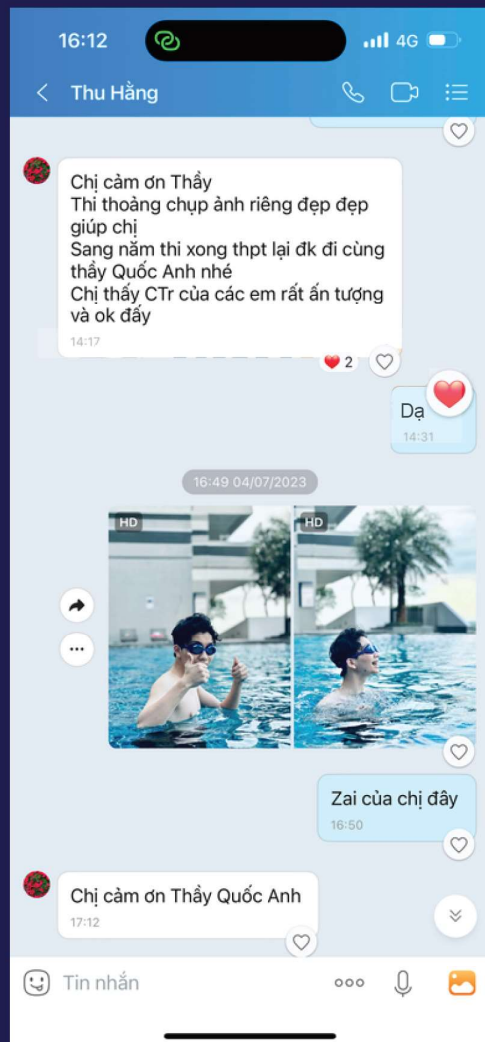 16:12
4G
Thu Hằng
Chị cảm ơn Thầy
Thi thoảng chụp ảnh riêng đẹp đẹp
giúp chị
Sang năm thi xong thpt lại đk đi cùng
thầy Quốc Anh nhé
Chị thấy CTr của các em rất ấn tượng
và ok đấy
14:17
2
Dạ
14:31
16:49 04/07/2023
HD
HD
Zai của chị đây
16:50
Chị cảm ơn Thầy Quốc Anh
17:12
Tin nhắn